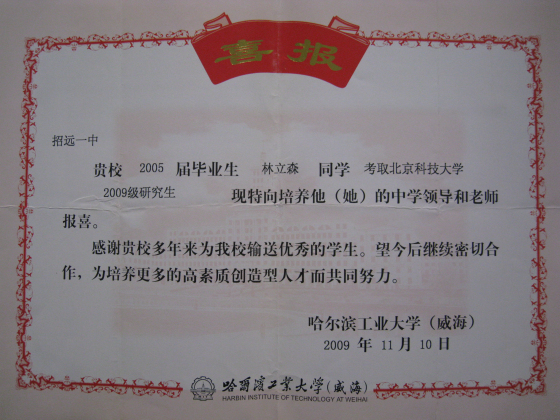 喜报
招远一中
贵校 2005 届毕业生 林立森 同学 考取北京科技大学
2009级研究生 现特向培养他（她）的中学领导和老师
报喜。
感谢贵校多年来为我校输送优秀的学生。望今后继续密切合
作，为培养更多的高素质创造型人才而共同努力。
哈尔滨工业大学（威海）
2009 年 11 月 10 日
哈尔滨工业大学(威海)
HARBIN INSTITUTE OF TECHNOLOGY AT WEIHAI